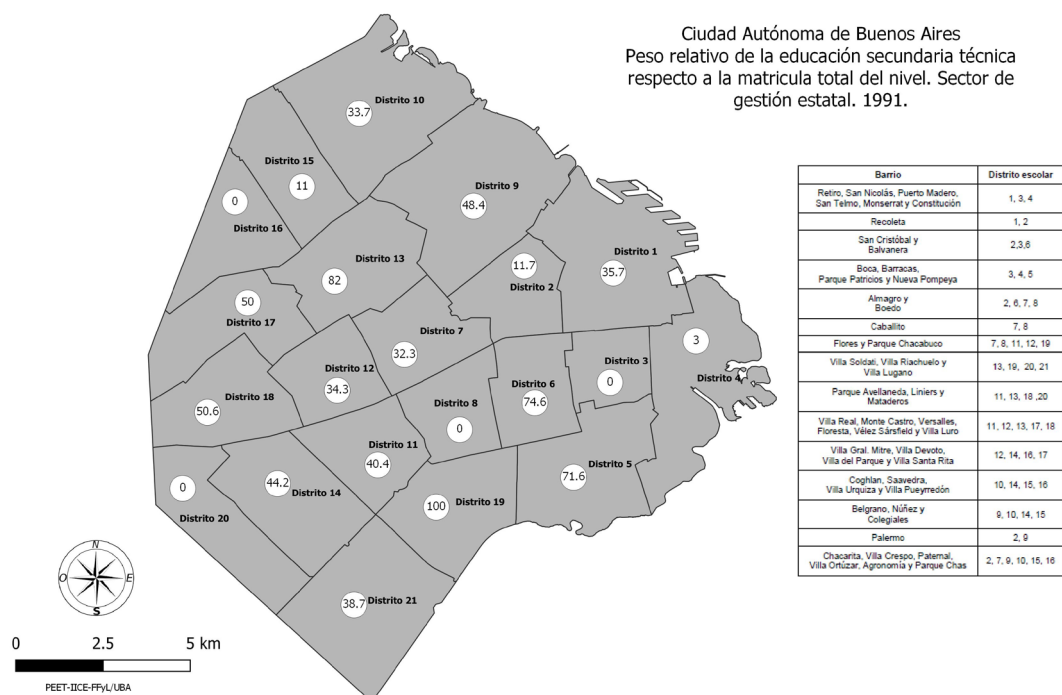 Ciudad Autónoma de Buenos Aires
Peso relativo de la educación secundaria técnica
respecto a la matricula total del nivel. Sector de
gestión estatal. 1991.
Distrito 10
33.7
Distrito 15
11
Distrito 9
48.4
0
Distrito 16
Distrito 13
82
Distrito 1
35.7
11.7
Distrito 2
50
Distrito 17
Distrito 7
32.3
3
Distrito 4
Distrito 12
34.3
Distrito 3
0
Distrito 6
74.6
Distrito 18
50.6
Distrito 8
0
Distrito 11
40.4
Distrito 5
71.6
44.2
Distrito 14
0
Distrito 20
Distrito 19
100
38.7
Distrito 21
Barrio Distrito escolar
Retiro, San Nicolás, Puerto Madero,
San Telmo, Monserrat y Constitución
1, 3, 4
Recoleta 1, 2
San Cristóbal y
Balvanera
2,3,6
Boca, Barracas,
Parque Patricios y Nueva Pompeya
3, 4, 5
Almagro y
Boedo
2, 6, 7, 8
Caballito 7, 8
Flores y Parque Chacabuco 7, 8, 11, 12, 19
Villa Soldati, Villa Riachuelo y
Villa Lugano
13, 19, 20, 21
Parque Avellaneda, Liniers y
Mataderos
11, 13, 18 ,20
Villa Real, Monte Castro, Versalles,
Floresta, Vélez Sársfield y Villa Luro
11, 12, 13, 17, 18
Villa Gral. Mitre, Villa Devoto,
Villa del Parque y Villa Santa Rita
12, 14, 16, 17
Coghlan, Saavedra,
Villa Urquiza y Villa Pueyrredón
10, 14, 15, 16
Belgrano, Núñez y
Colegiales
9, 10, 14, 15
Palermo 2, 9
Chacarita, Villa Crespo, Paternal,
Villa Ortúzar, Agronomía y Parque Chas
2, 7, 9, 10, 15, 16
N
O E
S
0 2.5 5 km
PEET-IICE-FFyL/UBA